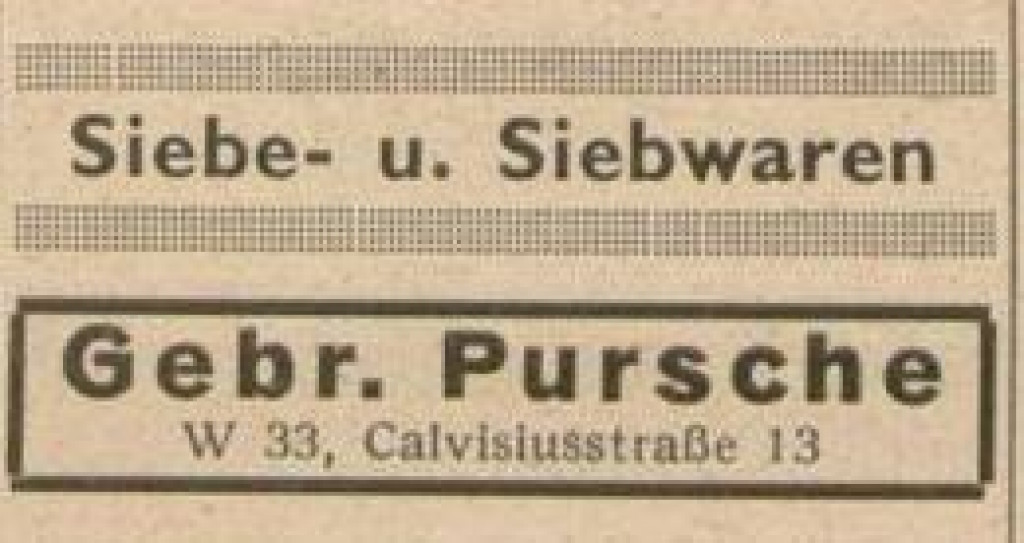 Siebe- u. Siebwaren
Gebr. Pursche
W 33, Calvisiusstraße 13